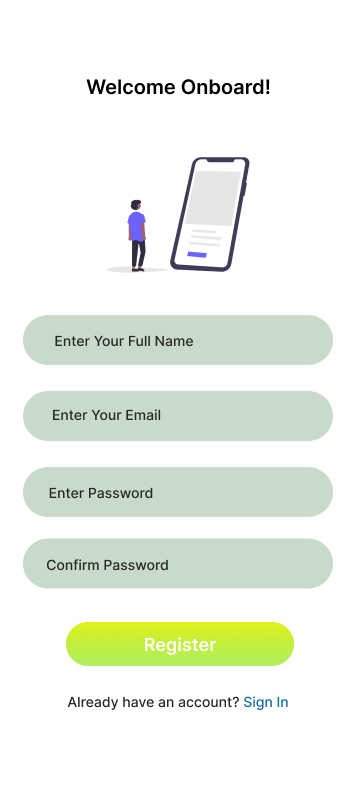 Welcome Onboard!
Enter Your Full Name
Enter Your Email
Enter Password
Confirm Password
Register
Already have an account? Sign In